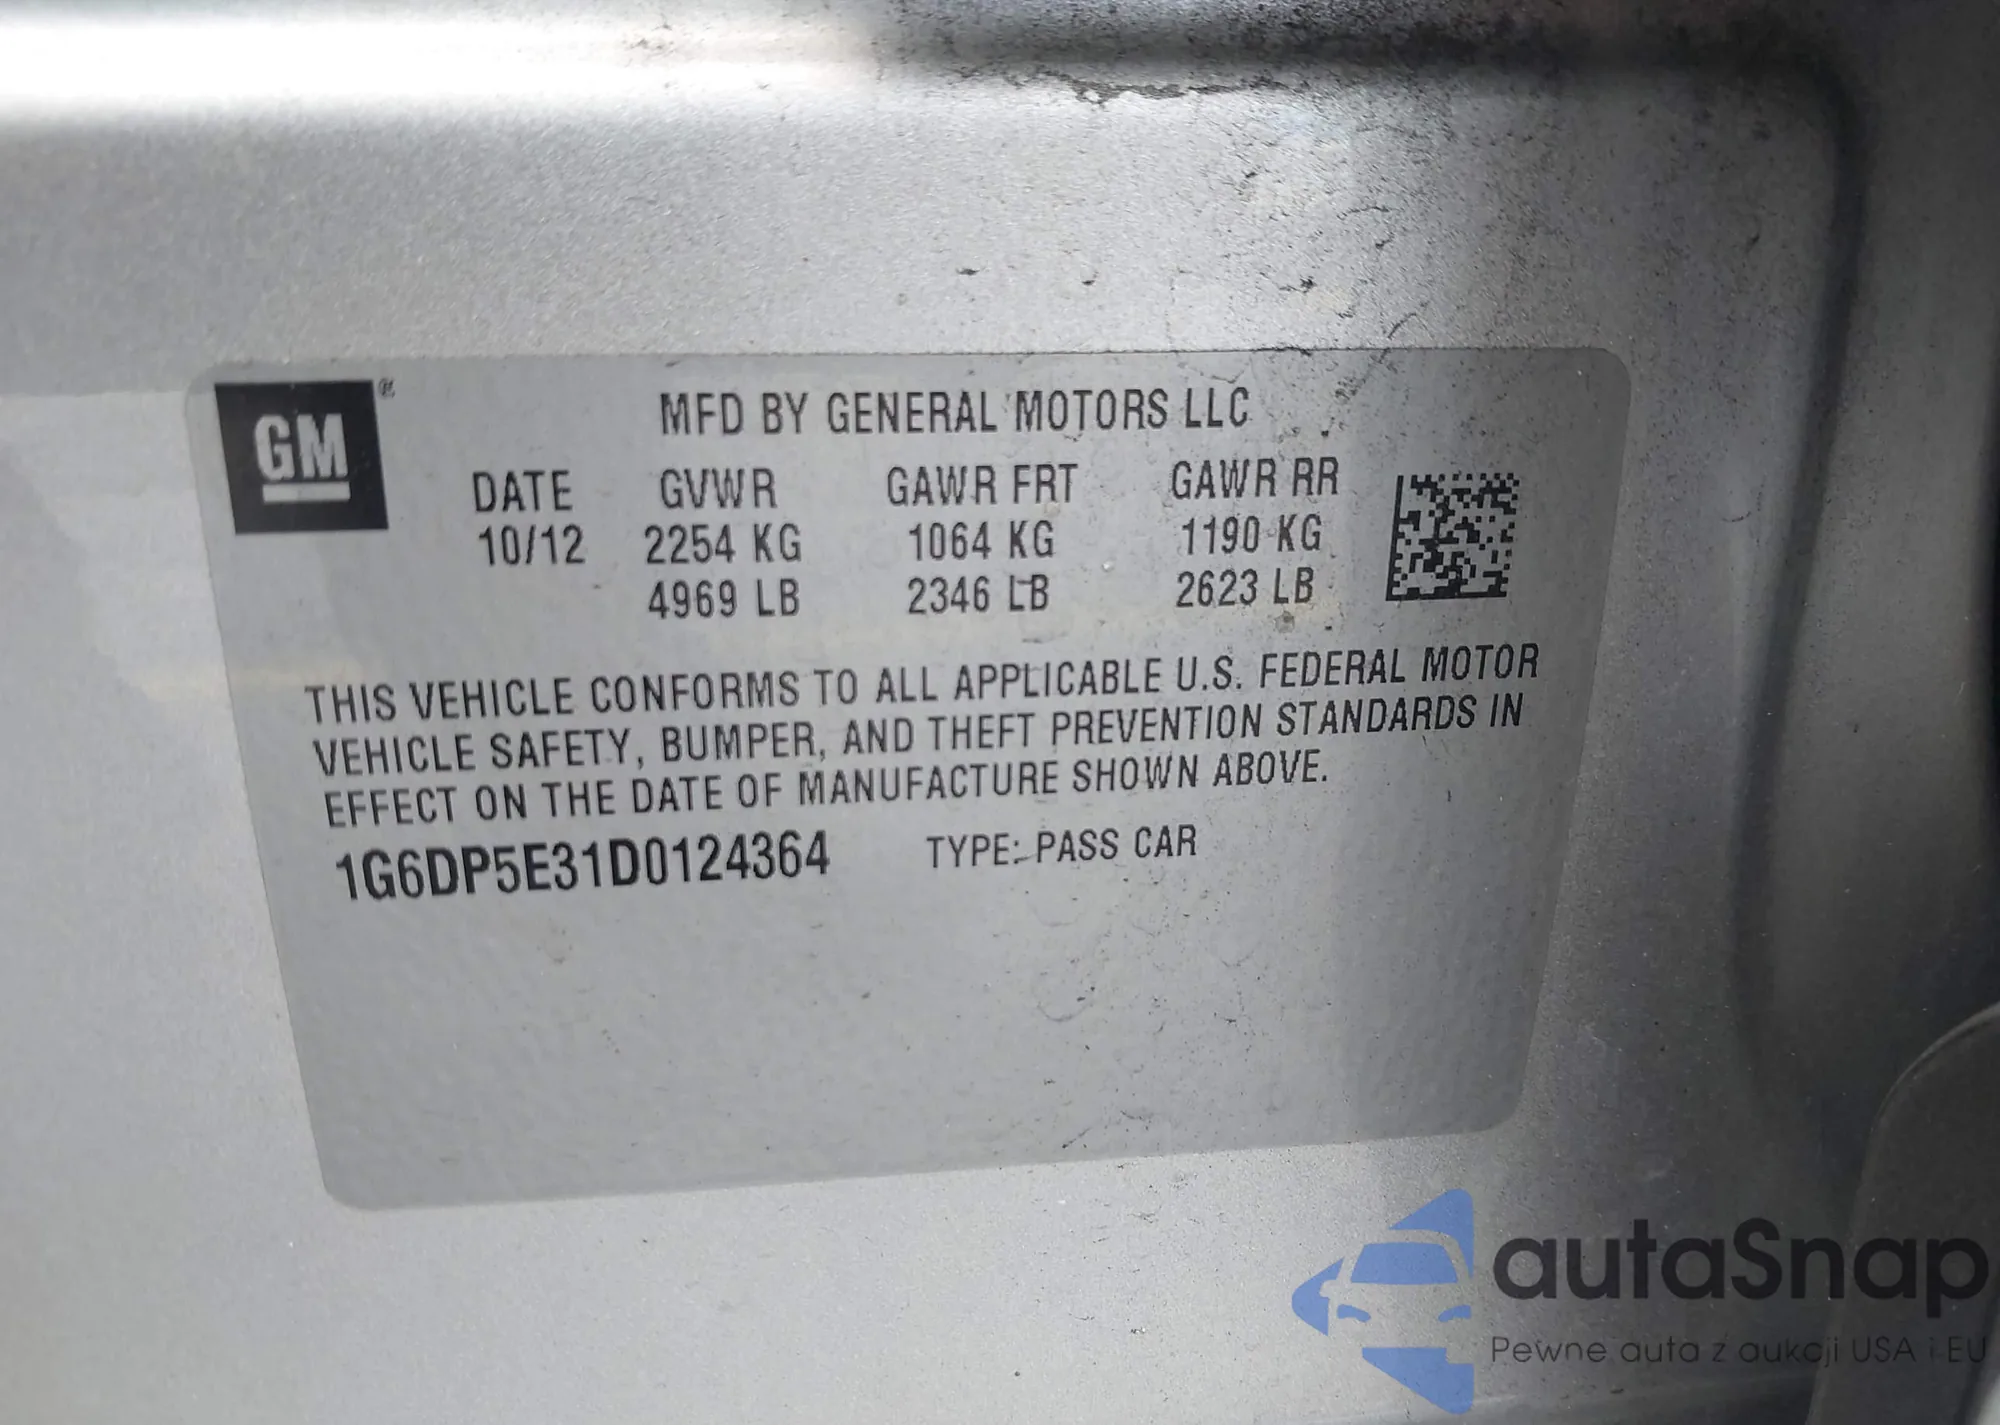 GM®
MFD BY GENERAL MOTORS LLC
DATE GVWR GAWR FRT GAWR RR
10/12 2254 KG 1064 KG 1190 KG
4969 LB 2346 LB 2623 LB
THIS VEHICLE CONFORMS TO ALL APPLICABLE U.S. FEDERAL MOTOR
VEHICLE SAFETY, BUMPER, AND THEFT PREVENTION STANDARDS IN
EFFECT ON THE DATE OF MANUFACTURE SHOWN ABOVE.
1G6DP5E31D0124364 TYPE: PASS CAR
autaSnap
Pewne auta z aukcji USA i EU